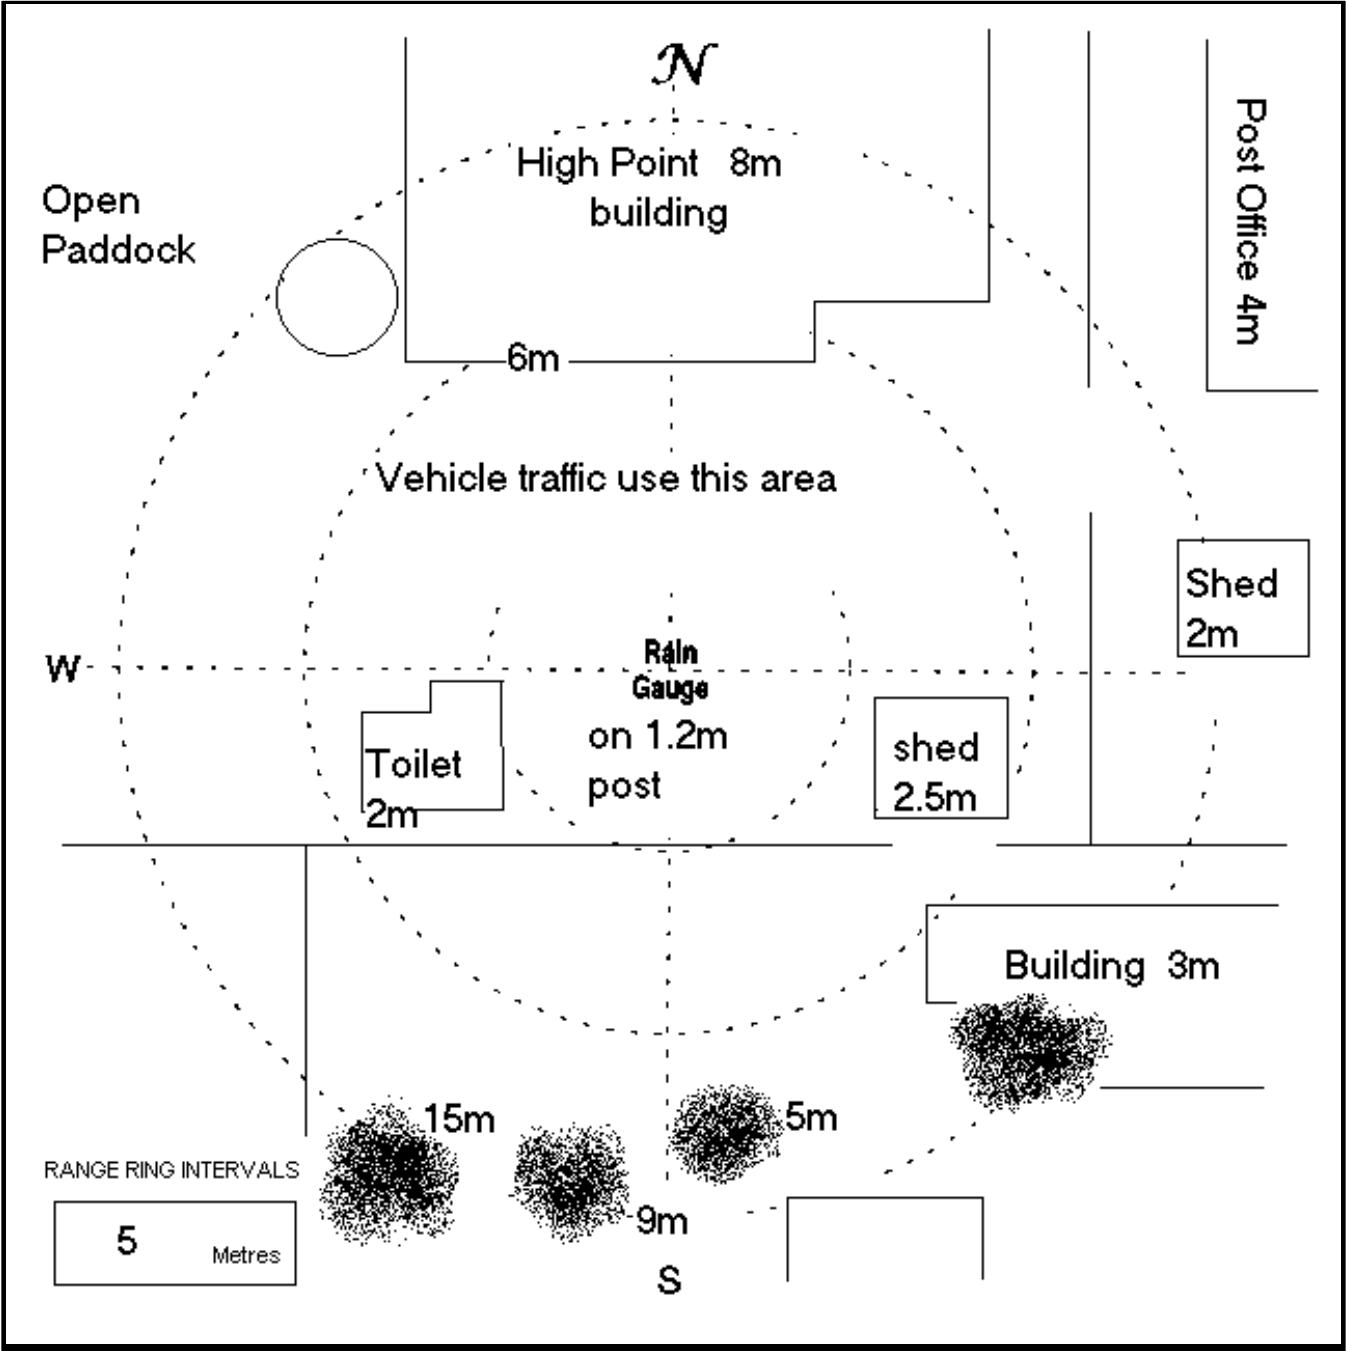 N
High Point 8m
building
Post Office 4m
Open
Paddock
6m
Vehicle traffic use this area
Shed
2m
W
Rain
Gauge
on 1.2m
post
Toilet
2m
shed
2.5m
Building 3m
15m
5m
RANGE RING INTERVALS
5 Metres
9m
S